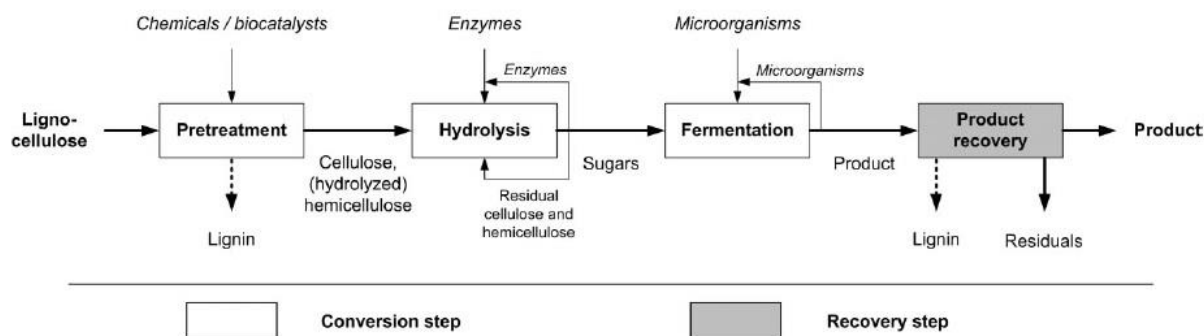 Chemicals / biocatalysts
Enzymes
Microorganisms
Enzymes
Microorganisms
Ligno-
cellulose
Pretreatment
Hydrolysis
Fermentation
Product
recovery
Product
Cellulose,
(hydrolyzed)
hemicellulose
Sugars
Product
Residual
cellulose and
hemicellulose
Lignin
Lignin
Residuals
Conversion step
Recovery step